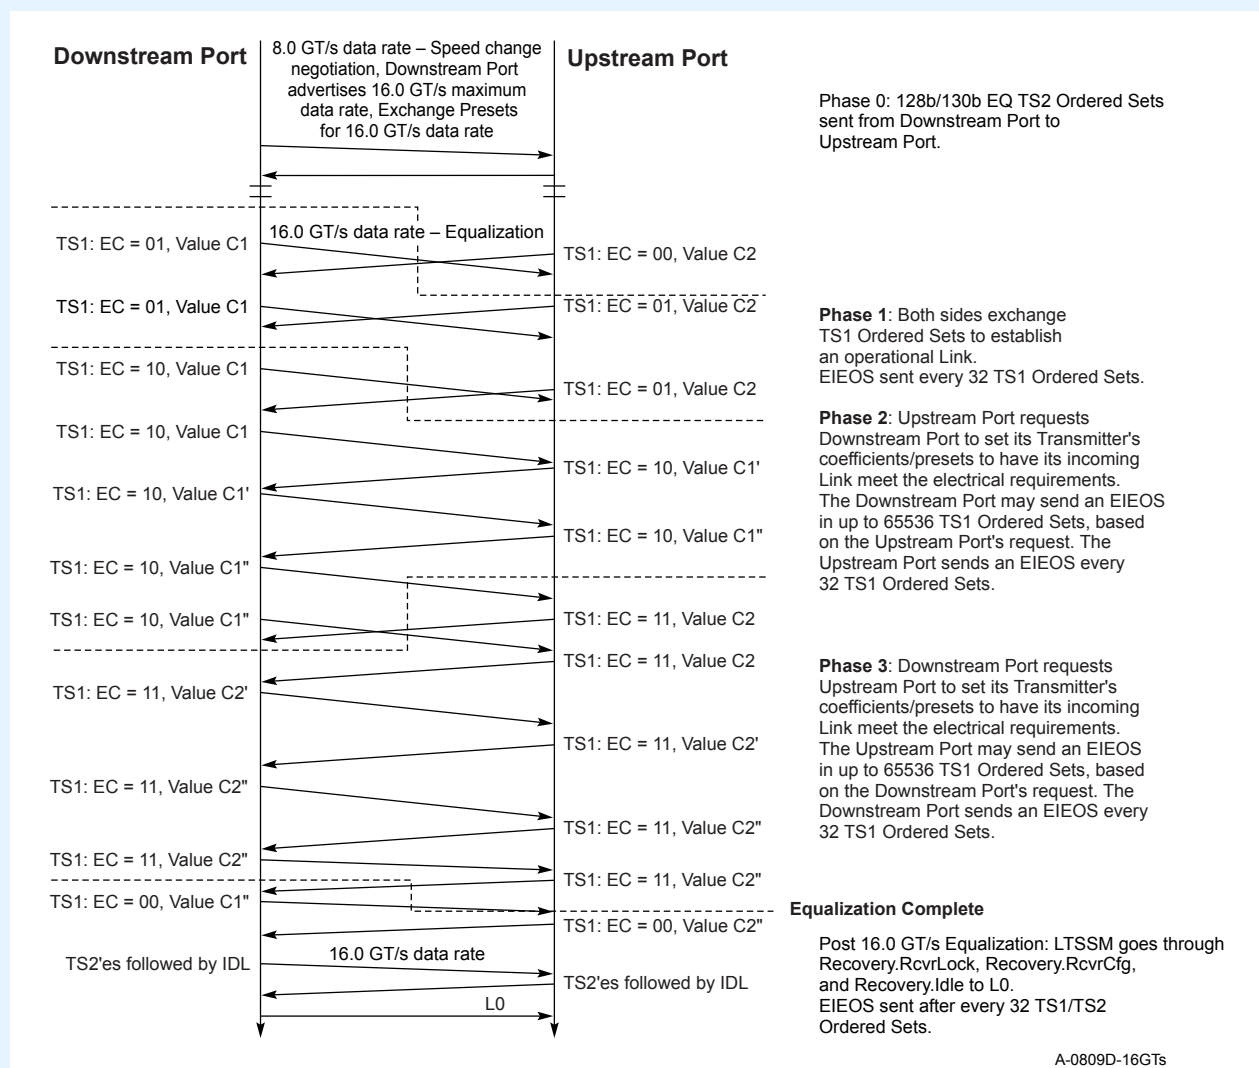 Downstream Port
8.0 GT/s data rate – Speed change
negotiation, Downstream Port
advertises 16.0 GT/s maximum
data rate, Exchange Presets
for 16.0 GT/s data rate
Upstream Port
Phase 0: 128b/130b EQ TS2 Ordered Sets
sent from Downstream Port to
Upstream Port.
16.0 GT/s data rate – Equalization
TS1: EC = 01, Value C1
TS1: EC = 00, Value C2
TS1: EC = 01, Value C1
TS1: EC = 01, Value C2
Phase 1: Both sides exchange
TS1 Ordered Sets to establish
an operational Link.
EIEOS sent every 32 TS1 Ordered Sets.
TS1: EC = 10, Value C1
TS1: EC = 01, Value C2
TS1: EC = 10, Value C1
TS1: EC = 10, Value C1'
TS1: EC = 10, Value C1'
TS1: EC = 10, Value C1"
TS1: EC = 10, Value C1"
Phase 2: Upstream Port requests
Downstream Port to set its Transmitter's
coefficients/presets to have its incoming
Link meet the electrical requirements.
The Downstream Port may send an EIEOS
in up to 65536 TS1 Ordered Sets, based
on the Upstream Port's request. The
Upstream Port sends an EIEOS every
32 TS1 Ordered Sets.
TS1: EC = 10, Value C1"
TS1: EC = 11, Value C2
TS1: EC = 11, Value C2
TS1: EC = 11, Value C2'
TS1: EC = 11, Value C2'
TS1: EC = 11, Value C2"
TS1: EC = 11, Value C2"
Phase 3: Downstream Port requests
Upstream Port to set its Transmitter's
coefficients/presets to have its incoming
Link meet the electrical requirements.
The Upstream Port may send an EIEOS
in up to 65536 TS1 Ordered Sets, based
on the Downstream Port's request. The
Downstream Port sends an EIEOS every
32 TS1 Ordered Sets.
TS1: EC = 11, Value C2"
TS1: EC = 11, Value C2"
TS1: EC = 00, Value C1"
Equalization Complete
TS1: EC = 00, Value C2"
16.0 GT/s data rate
TS2'es followed by IDL
TS2'es followed by IDL
L0
Post 16.0 GT/s Equalization: LTSSM goes through
Recovery.RcvrLock, Recovery.RcvrCfg,
and Recovery.Idle to L0.
EIEOS sent after every 32 TS1/TS2
Ordered Sets.
A-0809D-16GTs